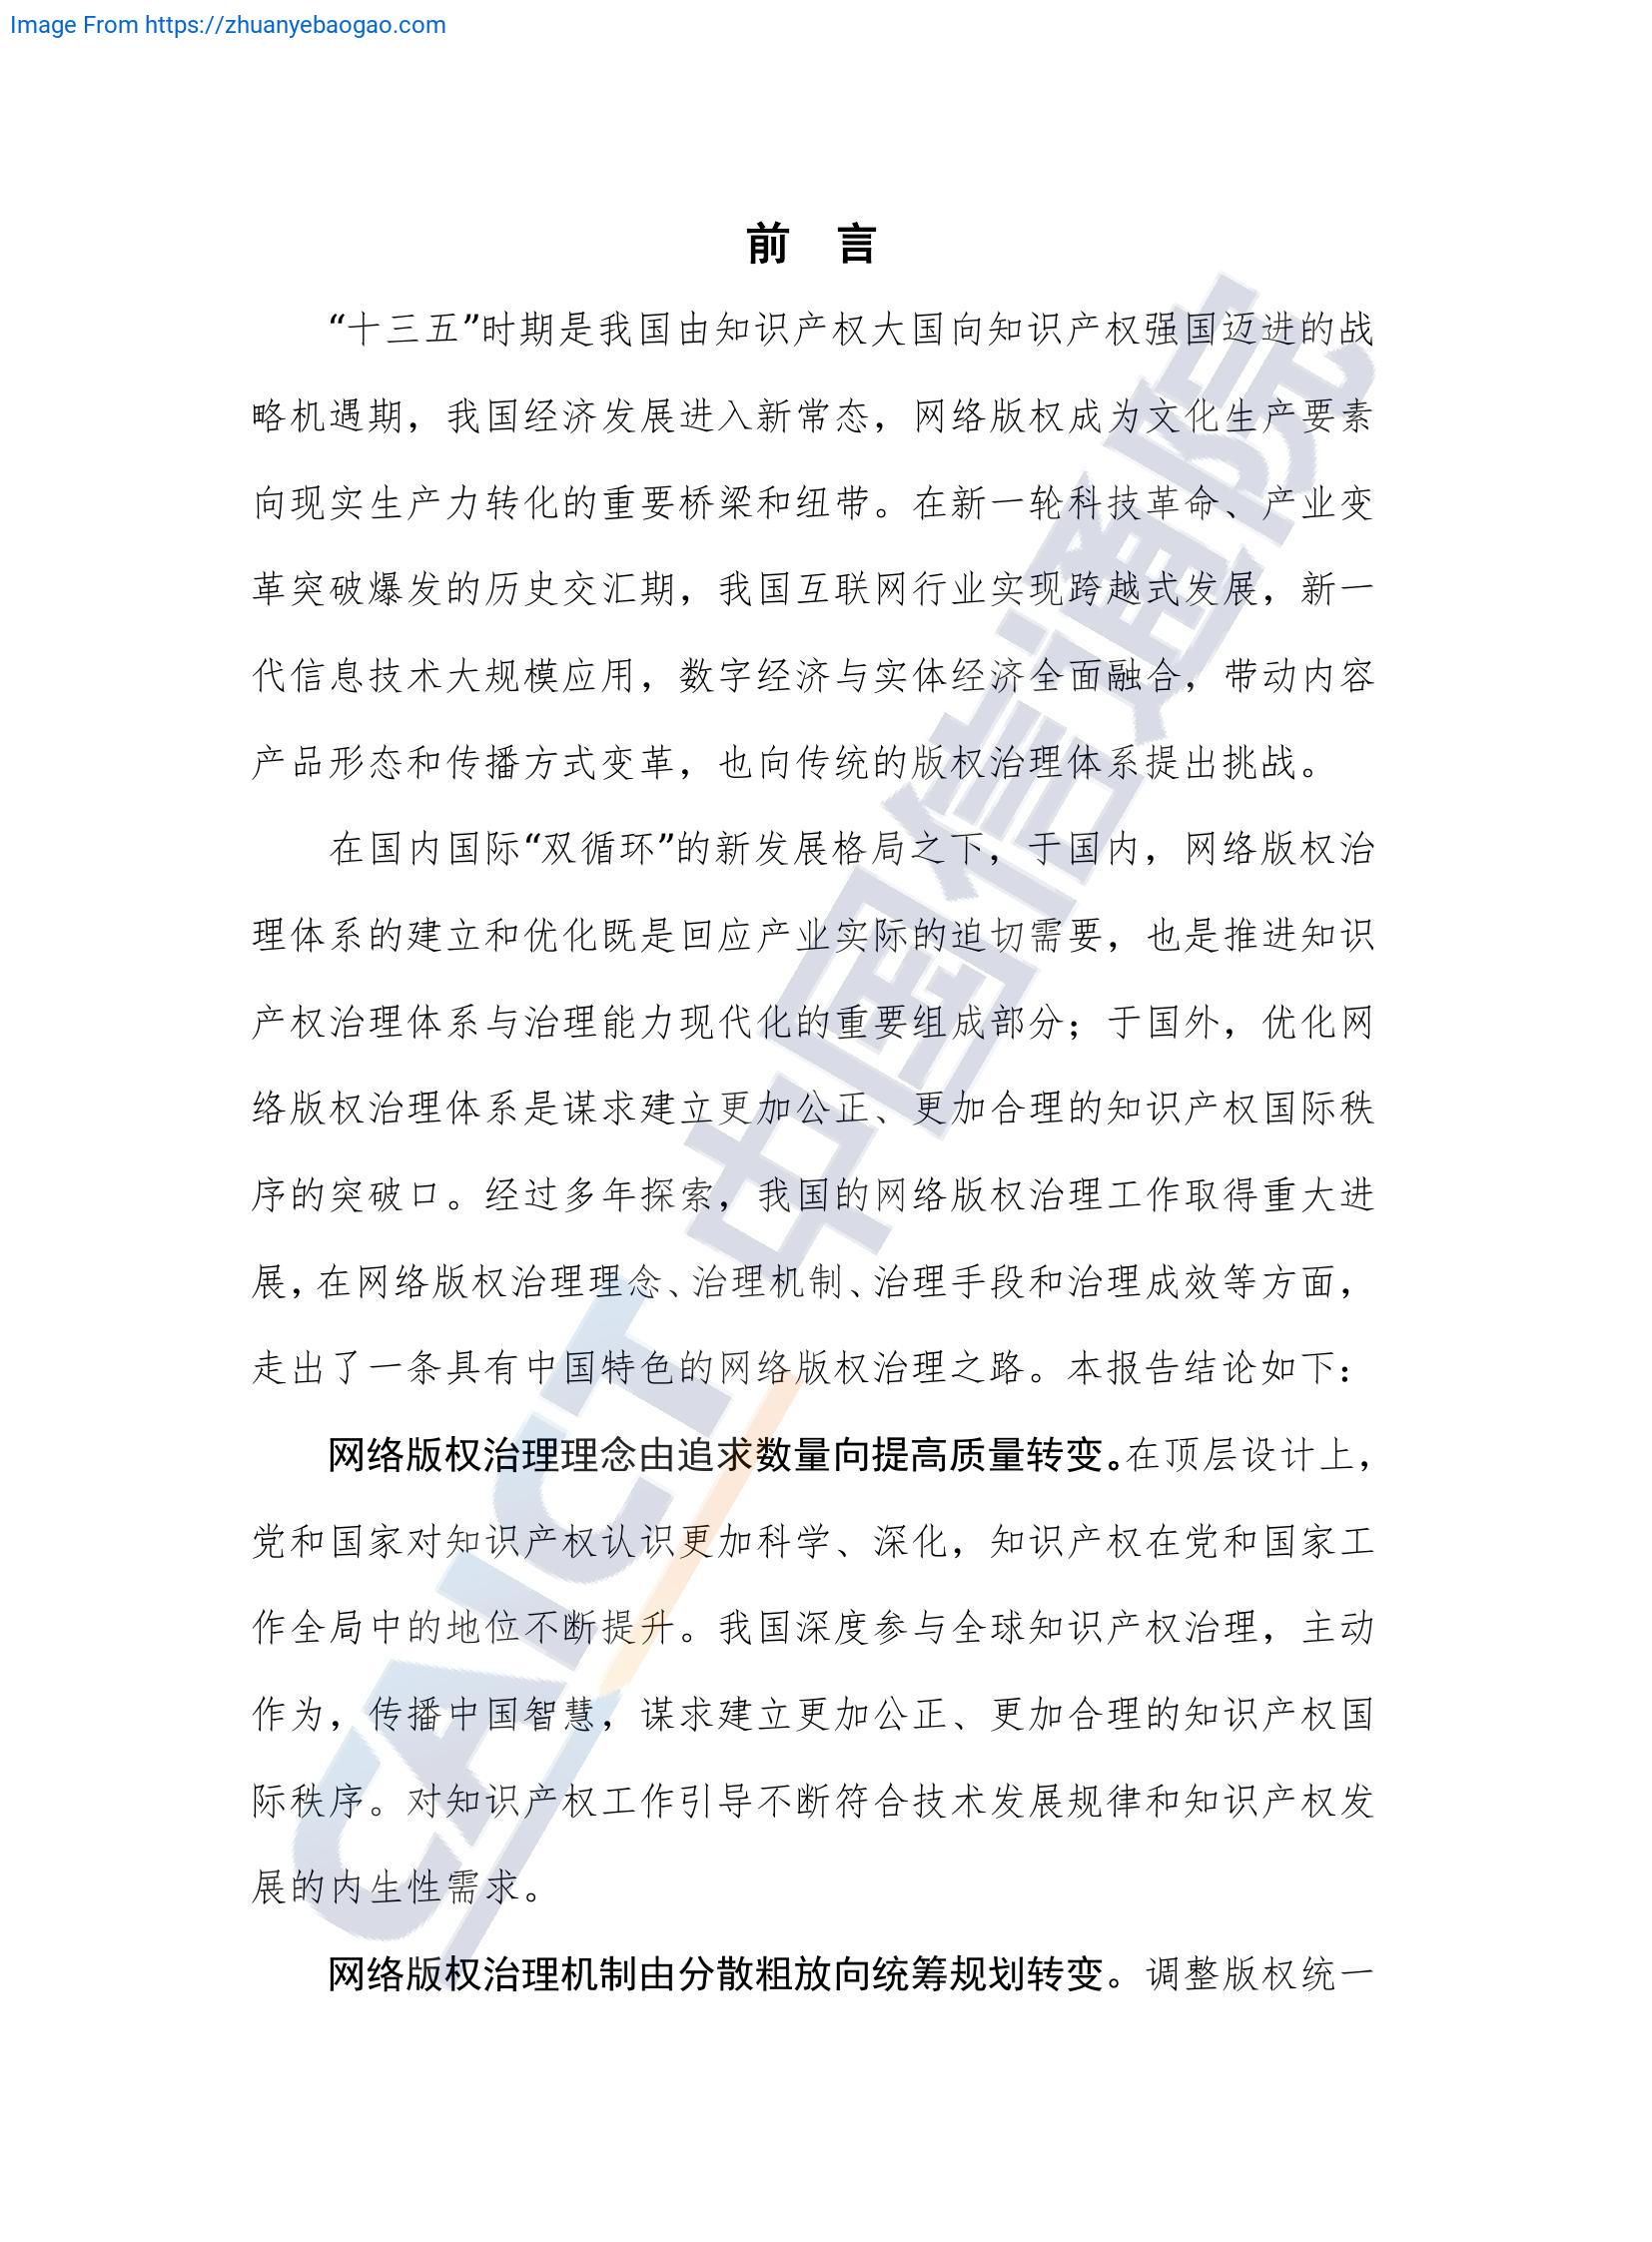 Image From https://zhuanyebaogao.com
前 言
“十三五”时期是我国由知识产权大国向知识产权强国迈进的战
略机遇期，我国经济发展进入新常态，网络版权成为文化生产要素
向现实生产力转化的重要桥梁和纽带。在新一轮科技革命、产业变
革突破爆发的历史交汇期，我国互联网行业实现跨越式发展，新一
代信息技术大规模应用，数字经济与实体经济全面融合，带动内容
产品形态和传播方式变革，也向传统的版权治理体系提出挑战。
在国内国际“双循环”的新发展格局之下，于国内，网络版权治
理体系的建立和优化既是回应产业实际的迫切需要，也是推进知识
产权治理体系与治理能力现代化的重要组成部分；于国外，优化网
络版权治理体系是谋求建立更加公正、更加合理的知识产权国际秩
序的突破口。经过多年探索，我国的网络版权治理工作取得重大进
展，在网络版权治理理念、治理机制、治理手段和治理成效等方面，
走出了一条具有中国特色的网络版权治理之路。本报告结论如下：
网络版权治理理念由追求数量向提高质量转变。在顶层设计上，
党和国家对知识产权认识更加科学、深化，知识产权在党和国家工
作全局中的地位不断提升。我国深度参与全球知识产权治理，主动
作为，传播中国智慧，谋求建立更加公正、更加合理的知识产权国
际秩序。对知识产权工作引导不断符合技术发展规律和知识产权发
展的内生性需求。
网络版权治理机制由分散粗放向统筹规划转变。调整版权统一
CAICT 中国信通院